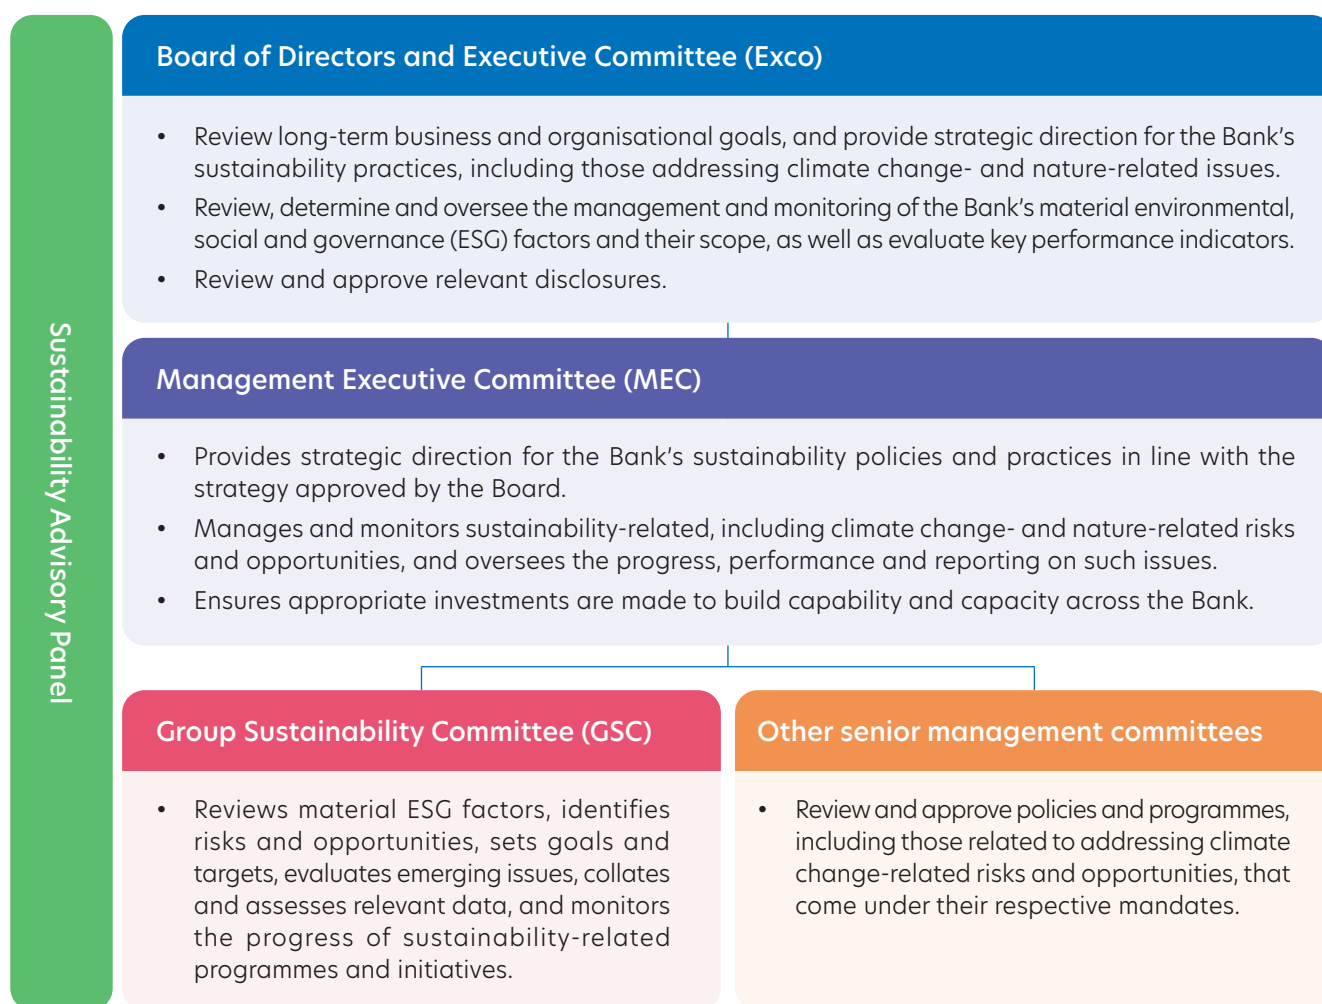 Sustainability Advisory Panel
Board of Directors and Executive Committee (Exco)
• Review long-term business and organisational goals, and provide strategic direction for the Bank's
sustainability practices, including those addressing climate change- and nature-related issues.
• Review, determine and oversee the management and monitoring of the Bank's material environmental,
social and governance (ESG) factors and their scope, as well as evaluate key performance indicators.
• Review and approve relevant disclosures.
Management Executive Committee (MEC)
• Provides strategic direction for the Bank's sustainability policies and practices in line with the
strategy approved by the Board.
• Manages and monitors sustainability-related, including climate change- and nature-related risks
and opportunities, and oversees the progress, performance and reporting on such issues.
• Ensures appropriate investments are made to build capability and capacity across the Bank.
Group Sustainability Committee (GSC)
• Reviews material ESG factors, identifies
risks and opportunities, sets goals and
targets, evaluates emerging issues, collates
and assesses relevant data, and monitors
the progress of sustainability-related
programmes and initiatives.
Other senior management committees
• Review and approve policies and programmes,
including those related to addressing climate
change-related risks and opportunities, that
come under their respective mandates.